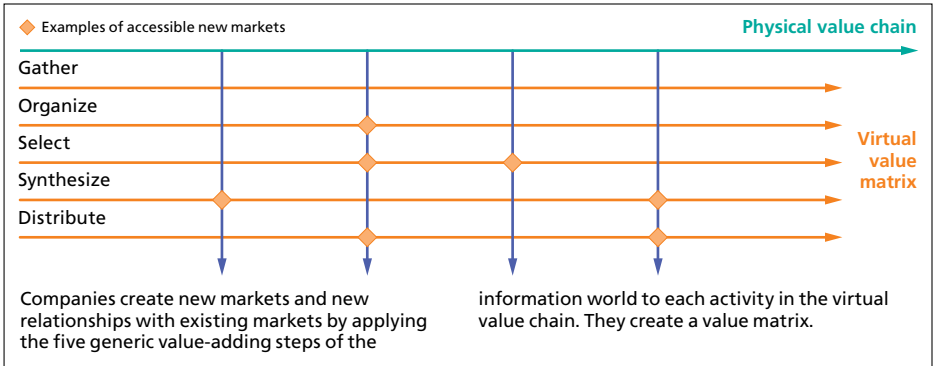 Examples of accessible new markets
Physical value chain
Gather
Organize
Select
Synthesize
Distribute
Virtual
value
matrix
Companies create new markets and new
relationships with existing markets by applying
the five generic value-adding steps of the
information world to each activity in the virtual
value chain. They create a value matrix.